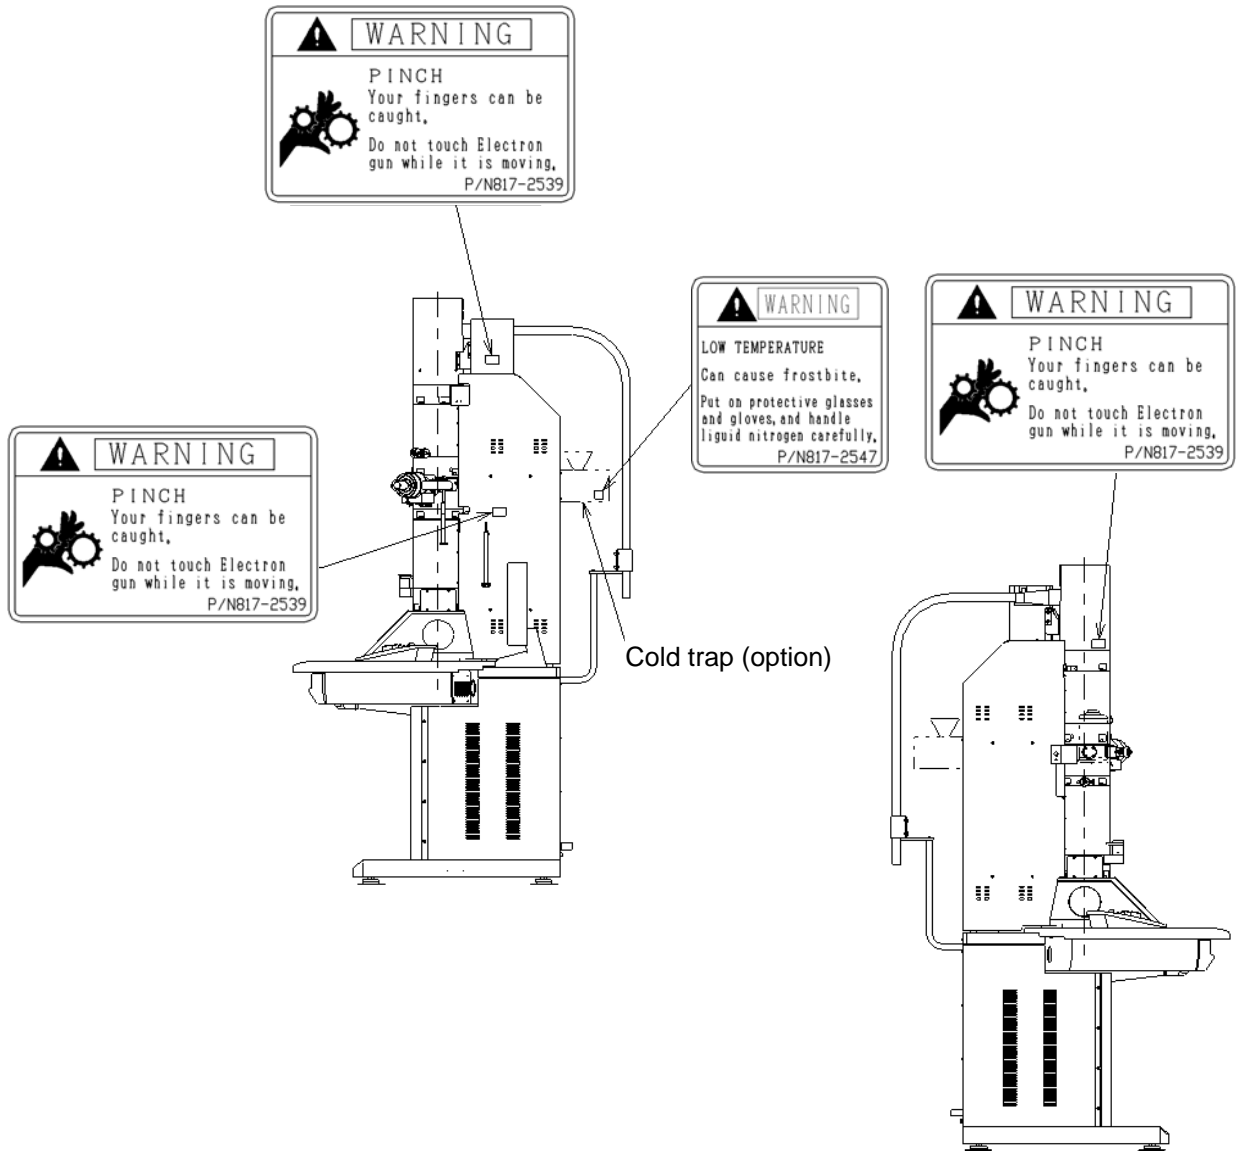 WARNING
PINCH
Your fingers can be
caught.
Do not touch Electron
gun while it is moving.
P/N817-2539
WARNING
LOW TEMPERATURE
Can cause frostbite.
Put on protective glasses
and gloves, and handle
liguid nitrogen carefully.
P/N817-2547
WARNING
PINCH
Your fingers can be
caught.
Do not touch Electron
gun while it is moving.
P/N817-2539
WARNING
PINCH
Your fingers can be
caught.
Do not touch Electron
gun while it is moving.
P/N817-2539
Cold trap (option)